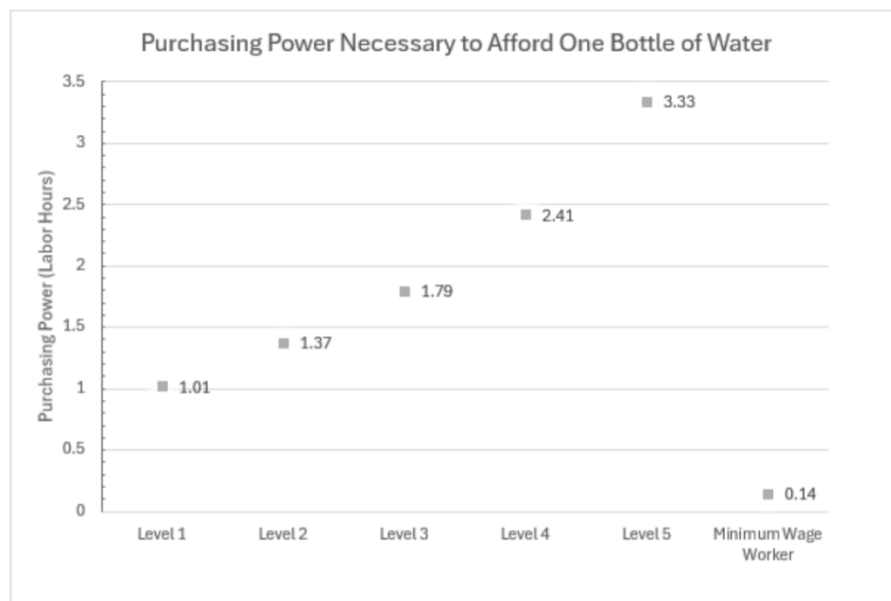 Purchasing Power Necessary to Afford One Bottle of Water
Purchasing Power (Labor Hours)
3.5
3
2.5
2
1.5
1
0.5
0
1.01
1.37
1.79
2.41
3.33
0.14
Level 1
Level 2
Level 3
Level 4
Level 5
Minimum Wage
Worker